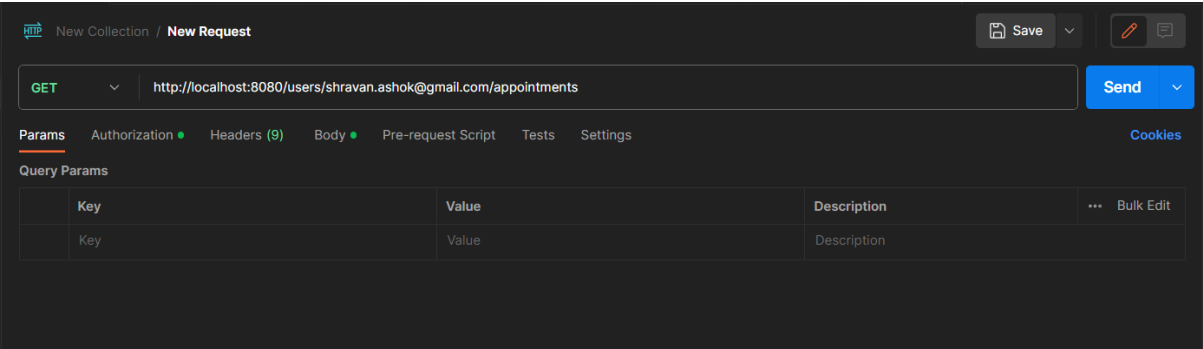 HTTP New Collection / New Request Save
GET http://localhost:8080/users/shravan.ashok@gmail.com/appointments Send
Params Authorization Headers (9) Body Pre-request Script Tests Settings Cookies
Query Params
Key Value Description ••• Bulk Edit
Key Value Description